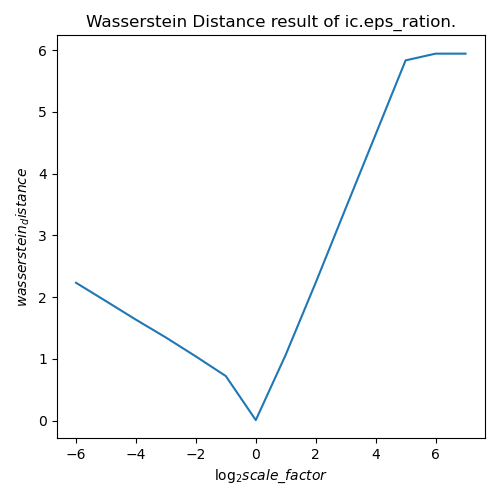 Wasserstein Distance result of ic.eps_ration.
wasserstein_distance
6
5
4
3
2
1
0
−6 −4 −2 0 2 4 6
log₂scale_factor